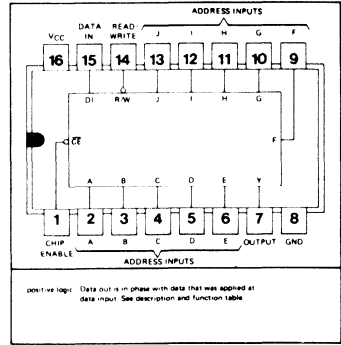 ADDRESS INPUTS
VCC DATA IN READ- WRITE J I H G F
16 15 14 13 12 11 10 9
DI R/W J I H G
CE F
A B C D E Y
1 2 3 4 5 6 7 8
CHIP ENABLE A B C D E OUTPUT GND
ADDRESS INPUTS
positive logic Data out is in phase with data that was applied at
data input See description and function table